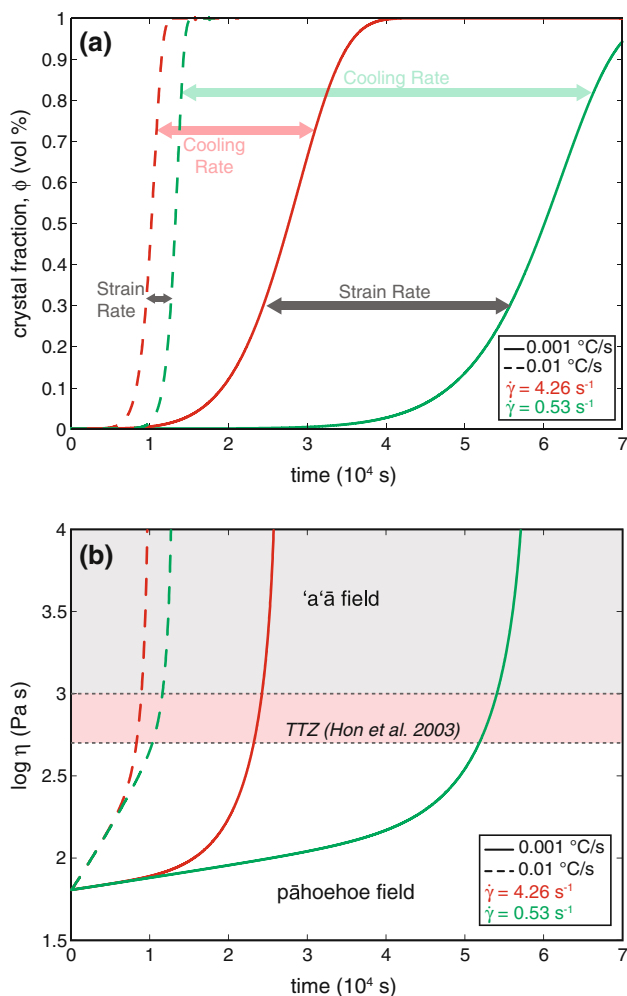 (a)
1
0.9
0.8
0.7
0.6
0.5
0.4
0.3
0.2
0.1
0
crystal fraction, ϕ (vol %)
Cooling Rate
Cooling
Rate
Strain
Rate
Strain Rate
0.001 °C/s
0.01 °C/s
γ̇ = 4.26 s⁻¹
γ̇ = 0.53 s⁻¹
0 1 2 3 4 5 6 7
time (10⁴ s)
(b)
4
3.5
3
2.5
2
1.5
log η (Pa s)
ʻaʻā field
TTZ (Hon et al. 2003)
pāhoehoe field
0.001 °C/s
0.01 °C/s
γ̇ = 4.26 s⁻¹
γ̇ = 0.53 s⁻¹
0 1 2 3 4 5 6 7
time (10⁴ s)